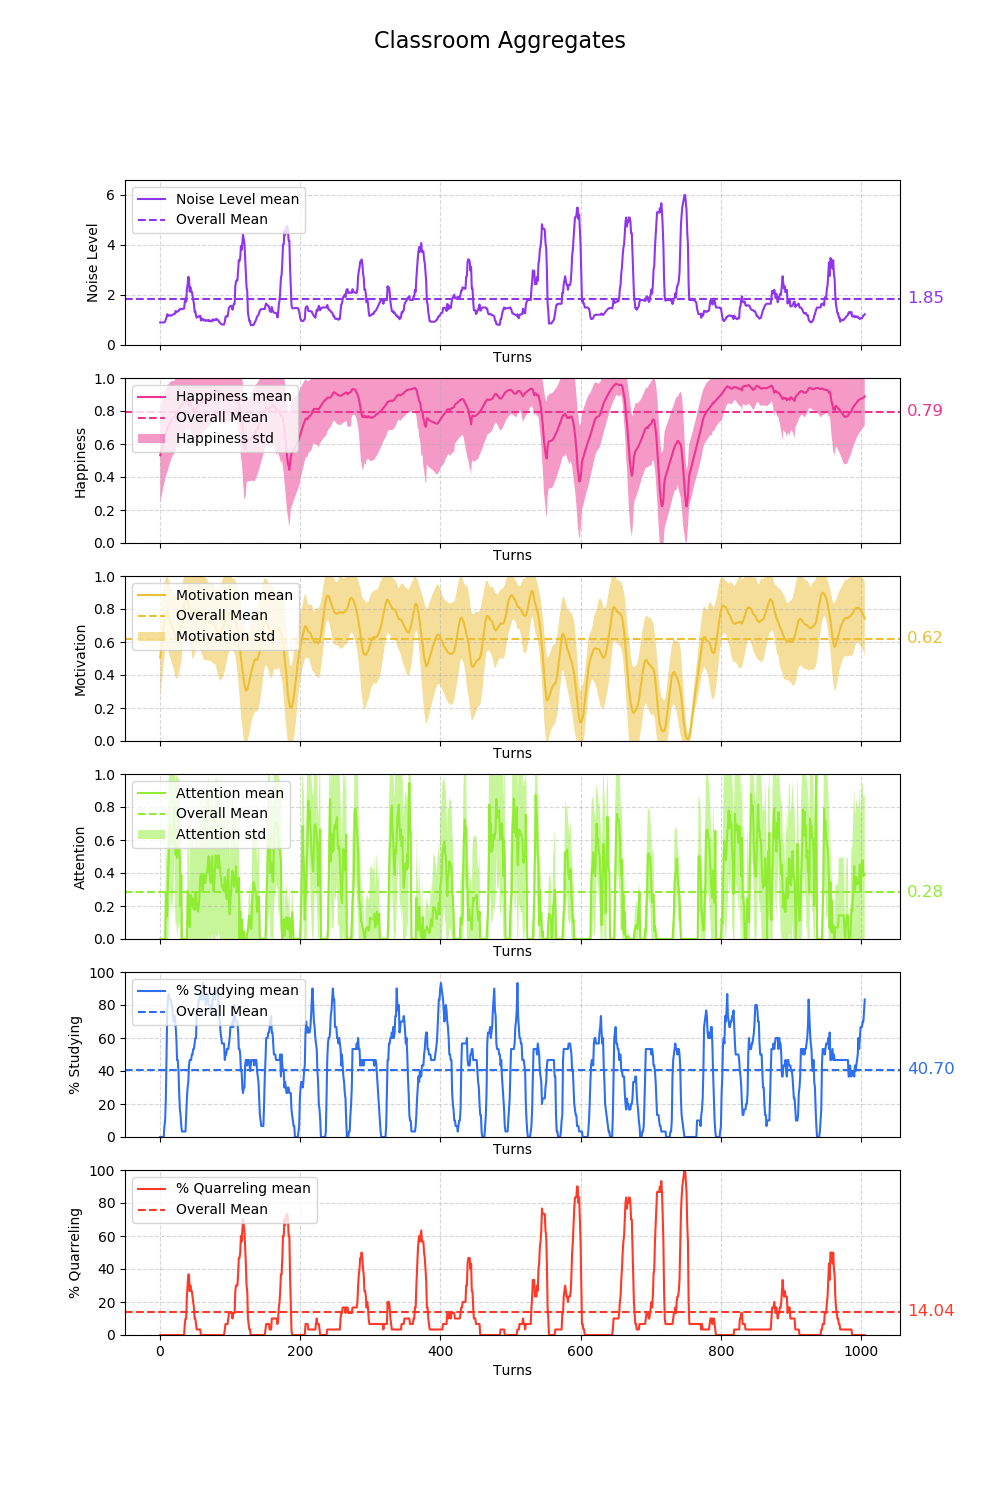 Classroom Aggregates
6
4
2
0
Noise Level
Noise Level mean
Overall Mean
1.85
Turns
1.0
0.8
0.6
0.4
0.2
0.0
Happiness
Happiness mean
Overall Mean
Happiness std
0.79
Turns
1.0
0.8
0.6
0.4
0.2
0.0
Motivation
Motivation mean
Overall Mean
Motivation std
0.62
Turns
1.0
0.8
0.6
0.4
0.2
0.0
Attention
Attention mean
Overall Mean
Attention std
0.28
Turns
100
80
60
40
20
0
% Studying
% Studying mean
Overall Mean
40.70
Turns
100
80
60
40
20
0
% Quarreling
% Quarreling mean
Overall Mean
14.04
0 200 400 600 800 1000
Turns